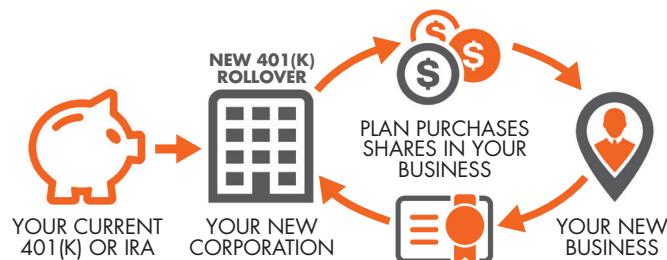 NEW 401(K)
ROLLOVER
$
$
$
PLAN PURCHASES
SHARES IN YOUR
BUSINESS
YOUR CURRENT
401(K) OR IRA
YOUR NEW
CORPORATION
YOUR NEW
BUSINESS